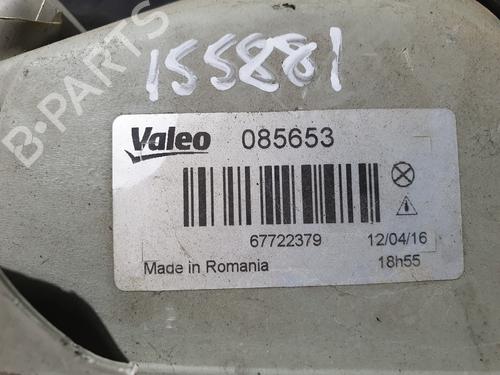 B-PARTS
155881
Valeo 085653
67722379 12/04/16
Made in Romania 18h55